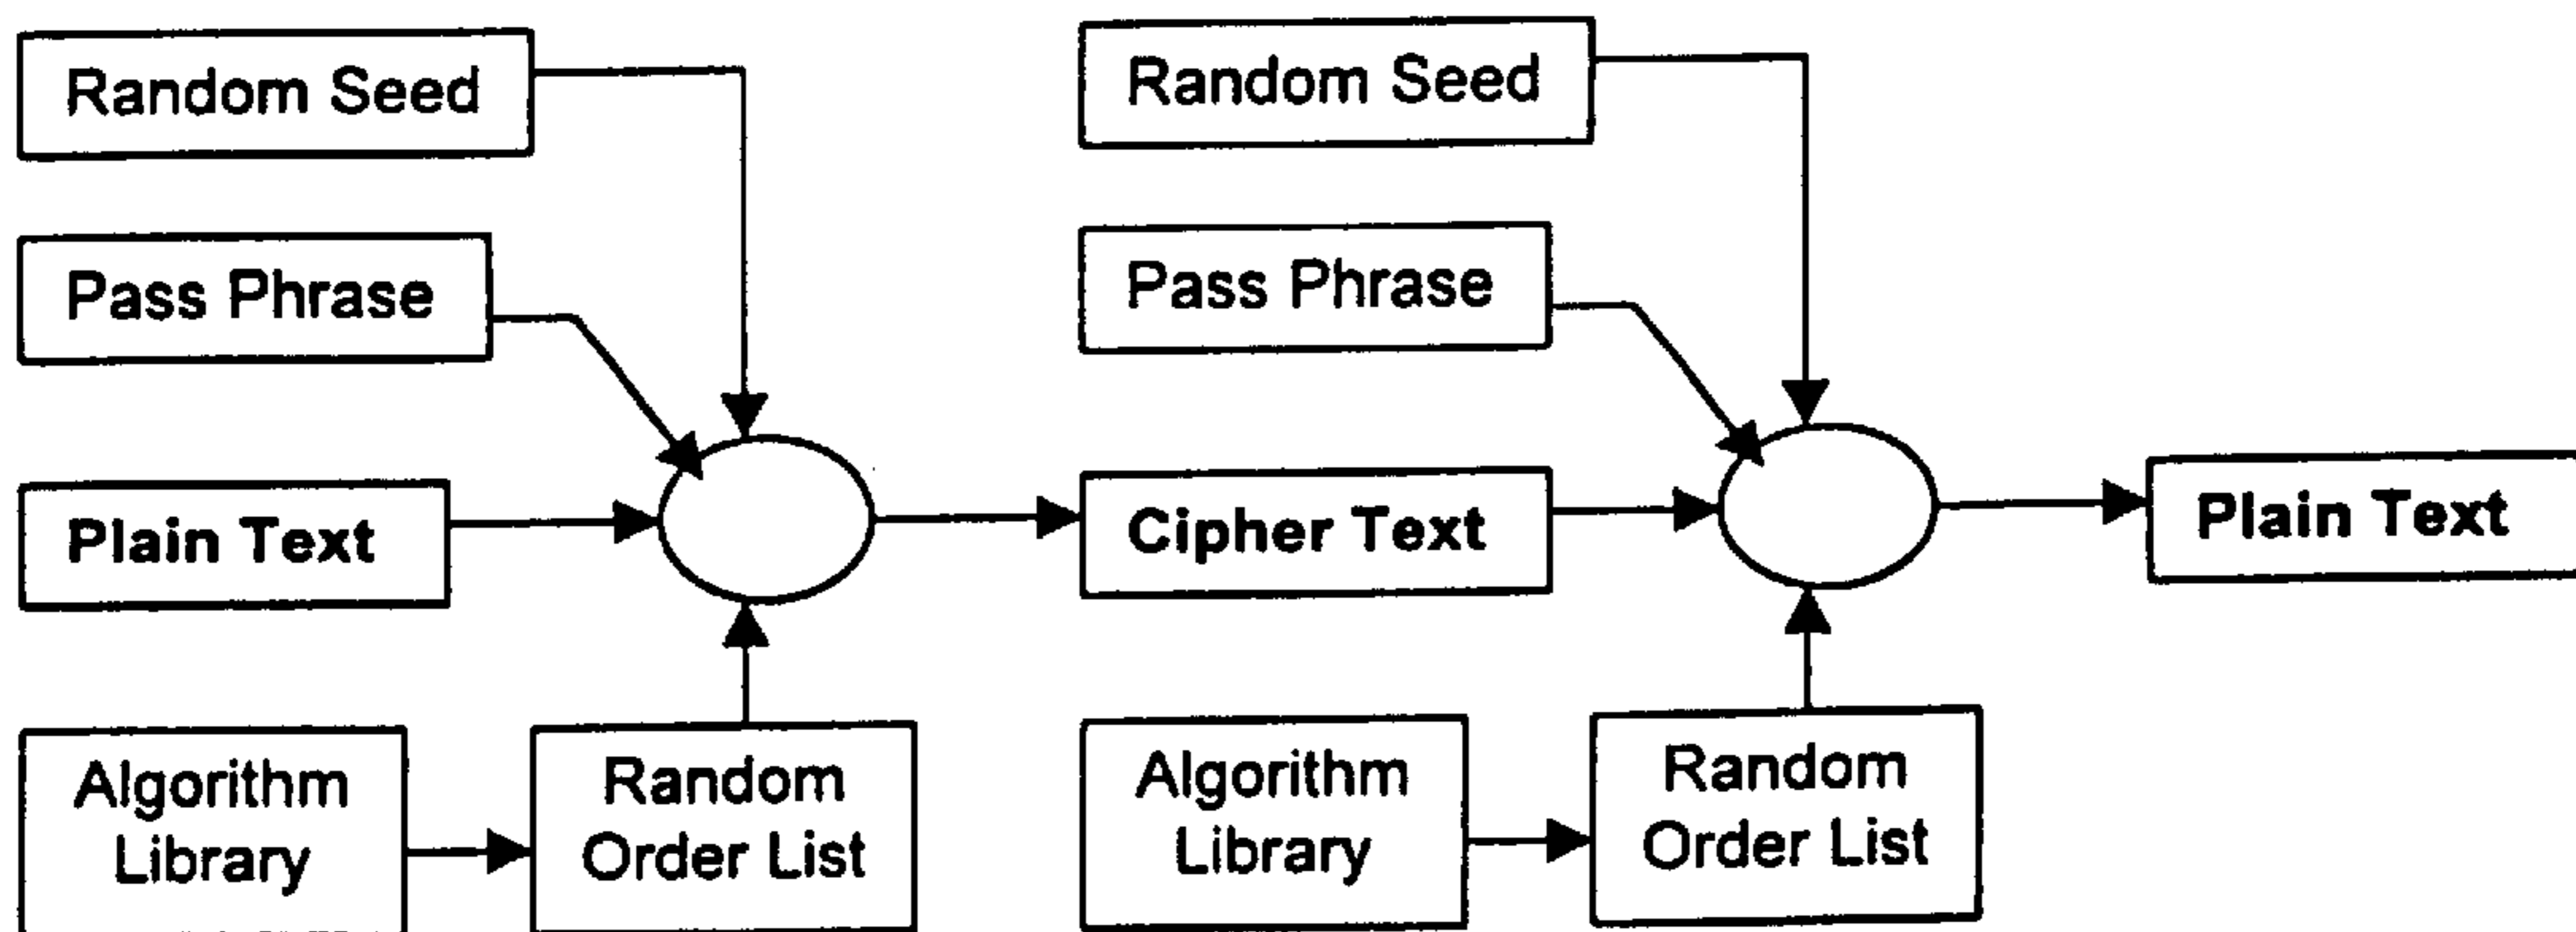 Random Seed
Pass Phrase
Plain Text
Algorithm
Library
Random
Order List
Random Seed
Pass Phrase
Cipher Text
Algorithm
Library
Random
Order List
Plain Text